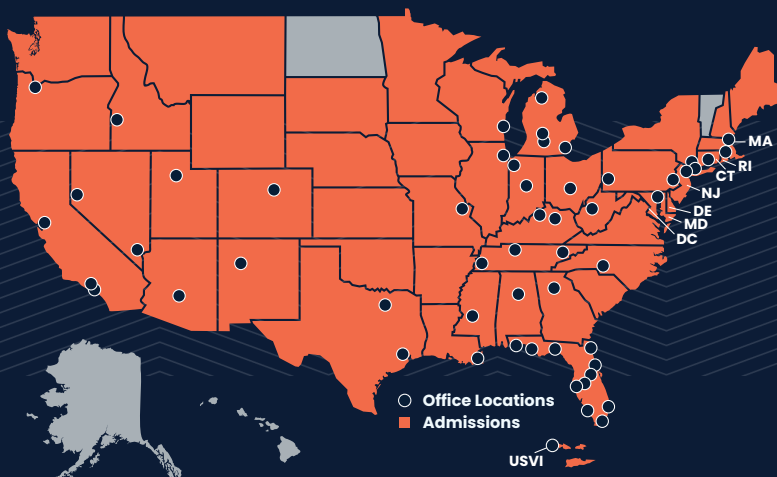 MA
RI
CT
NJ
DE
MD
DC
Office Locations
Admissions
USVI